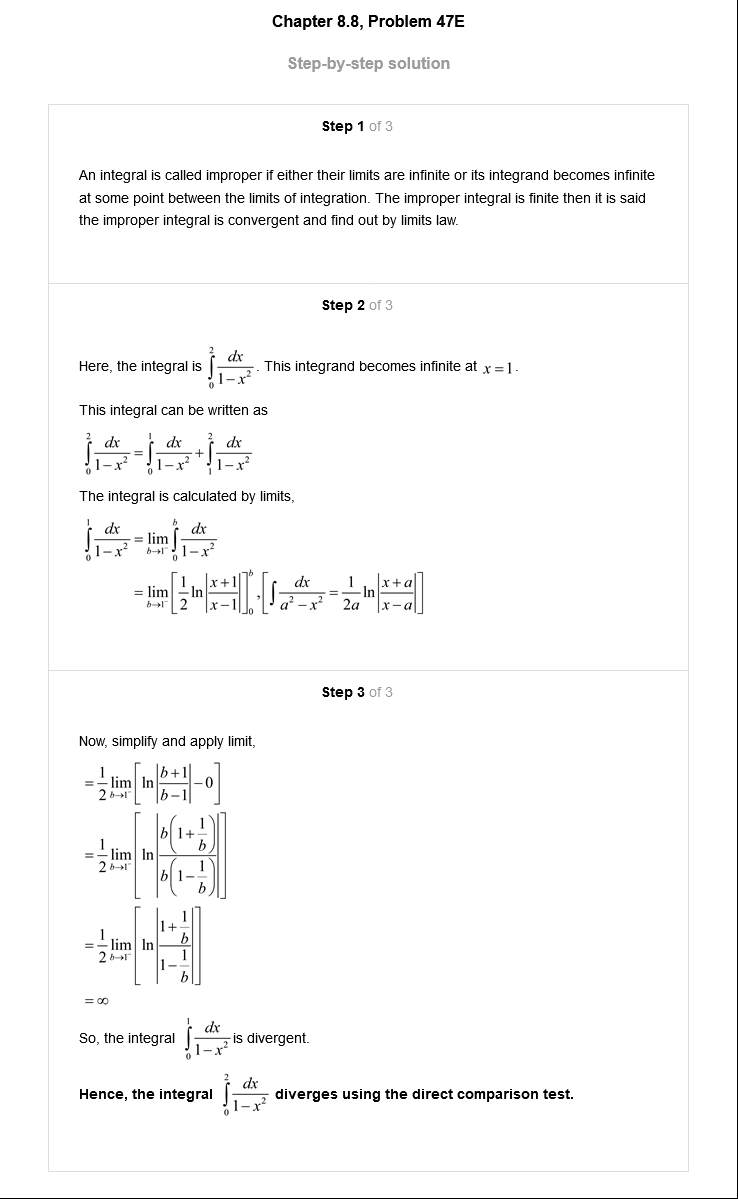 Chapter 8.8, Problem 47E
Step-by-step solution
Step 1 of 3
An integral is called improper if either their limits are infinite or its integrand becomes infinite
at some point between the limits of integration. The improper integral is finite then it is said
the improper integral is convergent and find out by limits law.
Step 2 of 3
Here, the integral is \int_0^2 \frac{dx}{1-x^2}. This integrand becomes infinite at x=1.
This integral can be written as
\int_0^2 \frac{dx}{1-x^2} = \int_0^1 \frac{dx}{1-x^2} + \int_1^2 \frac{dx}{1-x^2}
The integral is calculated by limits,
\int_0^1 \frac{dx}{1-x^2} = \lim_{b \to 1^-} \int_0^b \frac{dx}{1-x^2}
= \lim_{b \to 1^-} \left[ \frac{1}{2} \ln \left| \frac{x+1}{x-1} \right| \right]_0^b, \left[ \int \frac{dx}{a^2-x^2} = \frac{1}{2a} \ln \left| \frac{x+a}{x-a} \right| \right]
Step 3 of 3
Now, simplify and apply limit,
= \frac{1}{2} \lim_{b \to 1^-} \left[ \ln \left| \frac{b+1}{b-1} \right| - 0 \right]
= \frac{1}{2} \lim_{b \to 1^-} \left[ \ln \left| \frac{b\left(1+\frac{1}{b}\right)}{b\left(1-\frac{1}{b}\right)} \right| \right]
= \frac{1}{2} \lim_{b \to 1^-} \left[ \ln \left| \frac{1+\frac{1}{b}}{1-\frac{1}{b}} \right| \right]
= ∞
So, the integral \int_0^1 \frac{dx}{1-x^2} is divergent.
Hence, the integral \int_0^2 \frac{dx}{1-x^2} diverges using the direct comparison test.